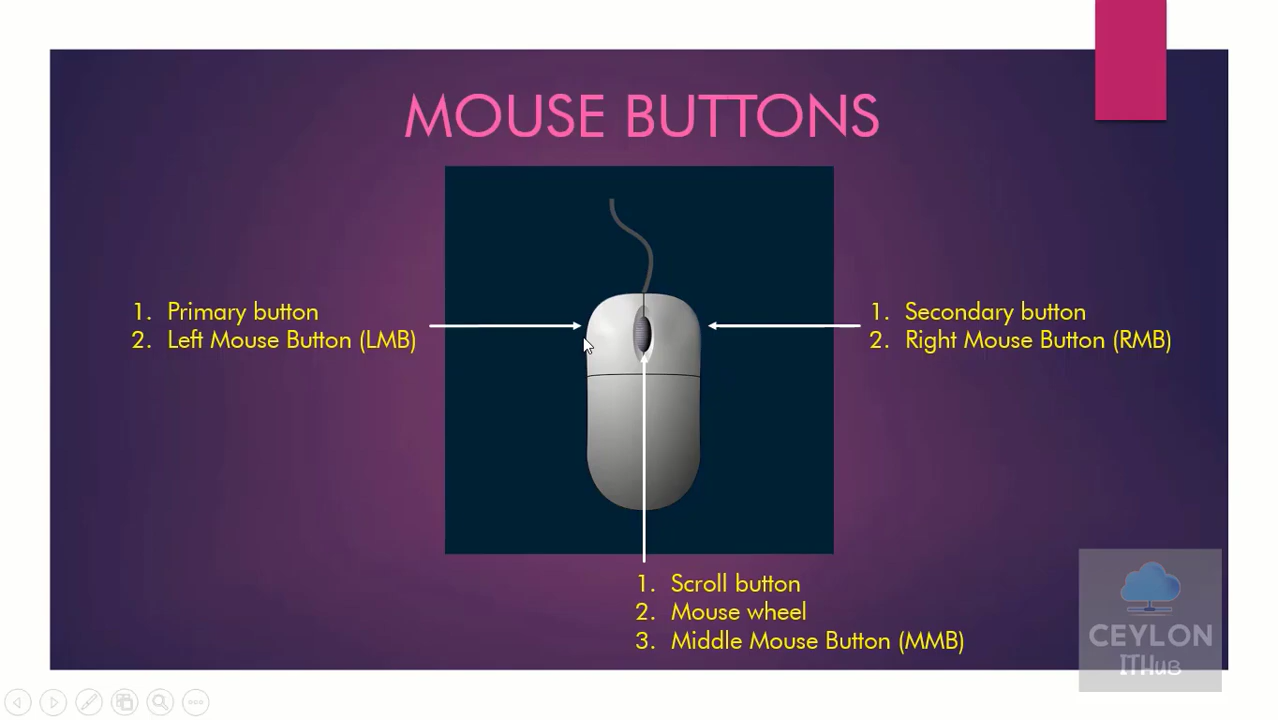 MOUSE BUTTONS
1. Primary button
2. Left Mouse Button (LMB)
1. Secondary button
2. Right Mouse Button (RMB)
1. Scroll button
2. Mouse wheel
3. Middle Mouse Button (MMB)
CEYLON
ITHUB